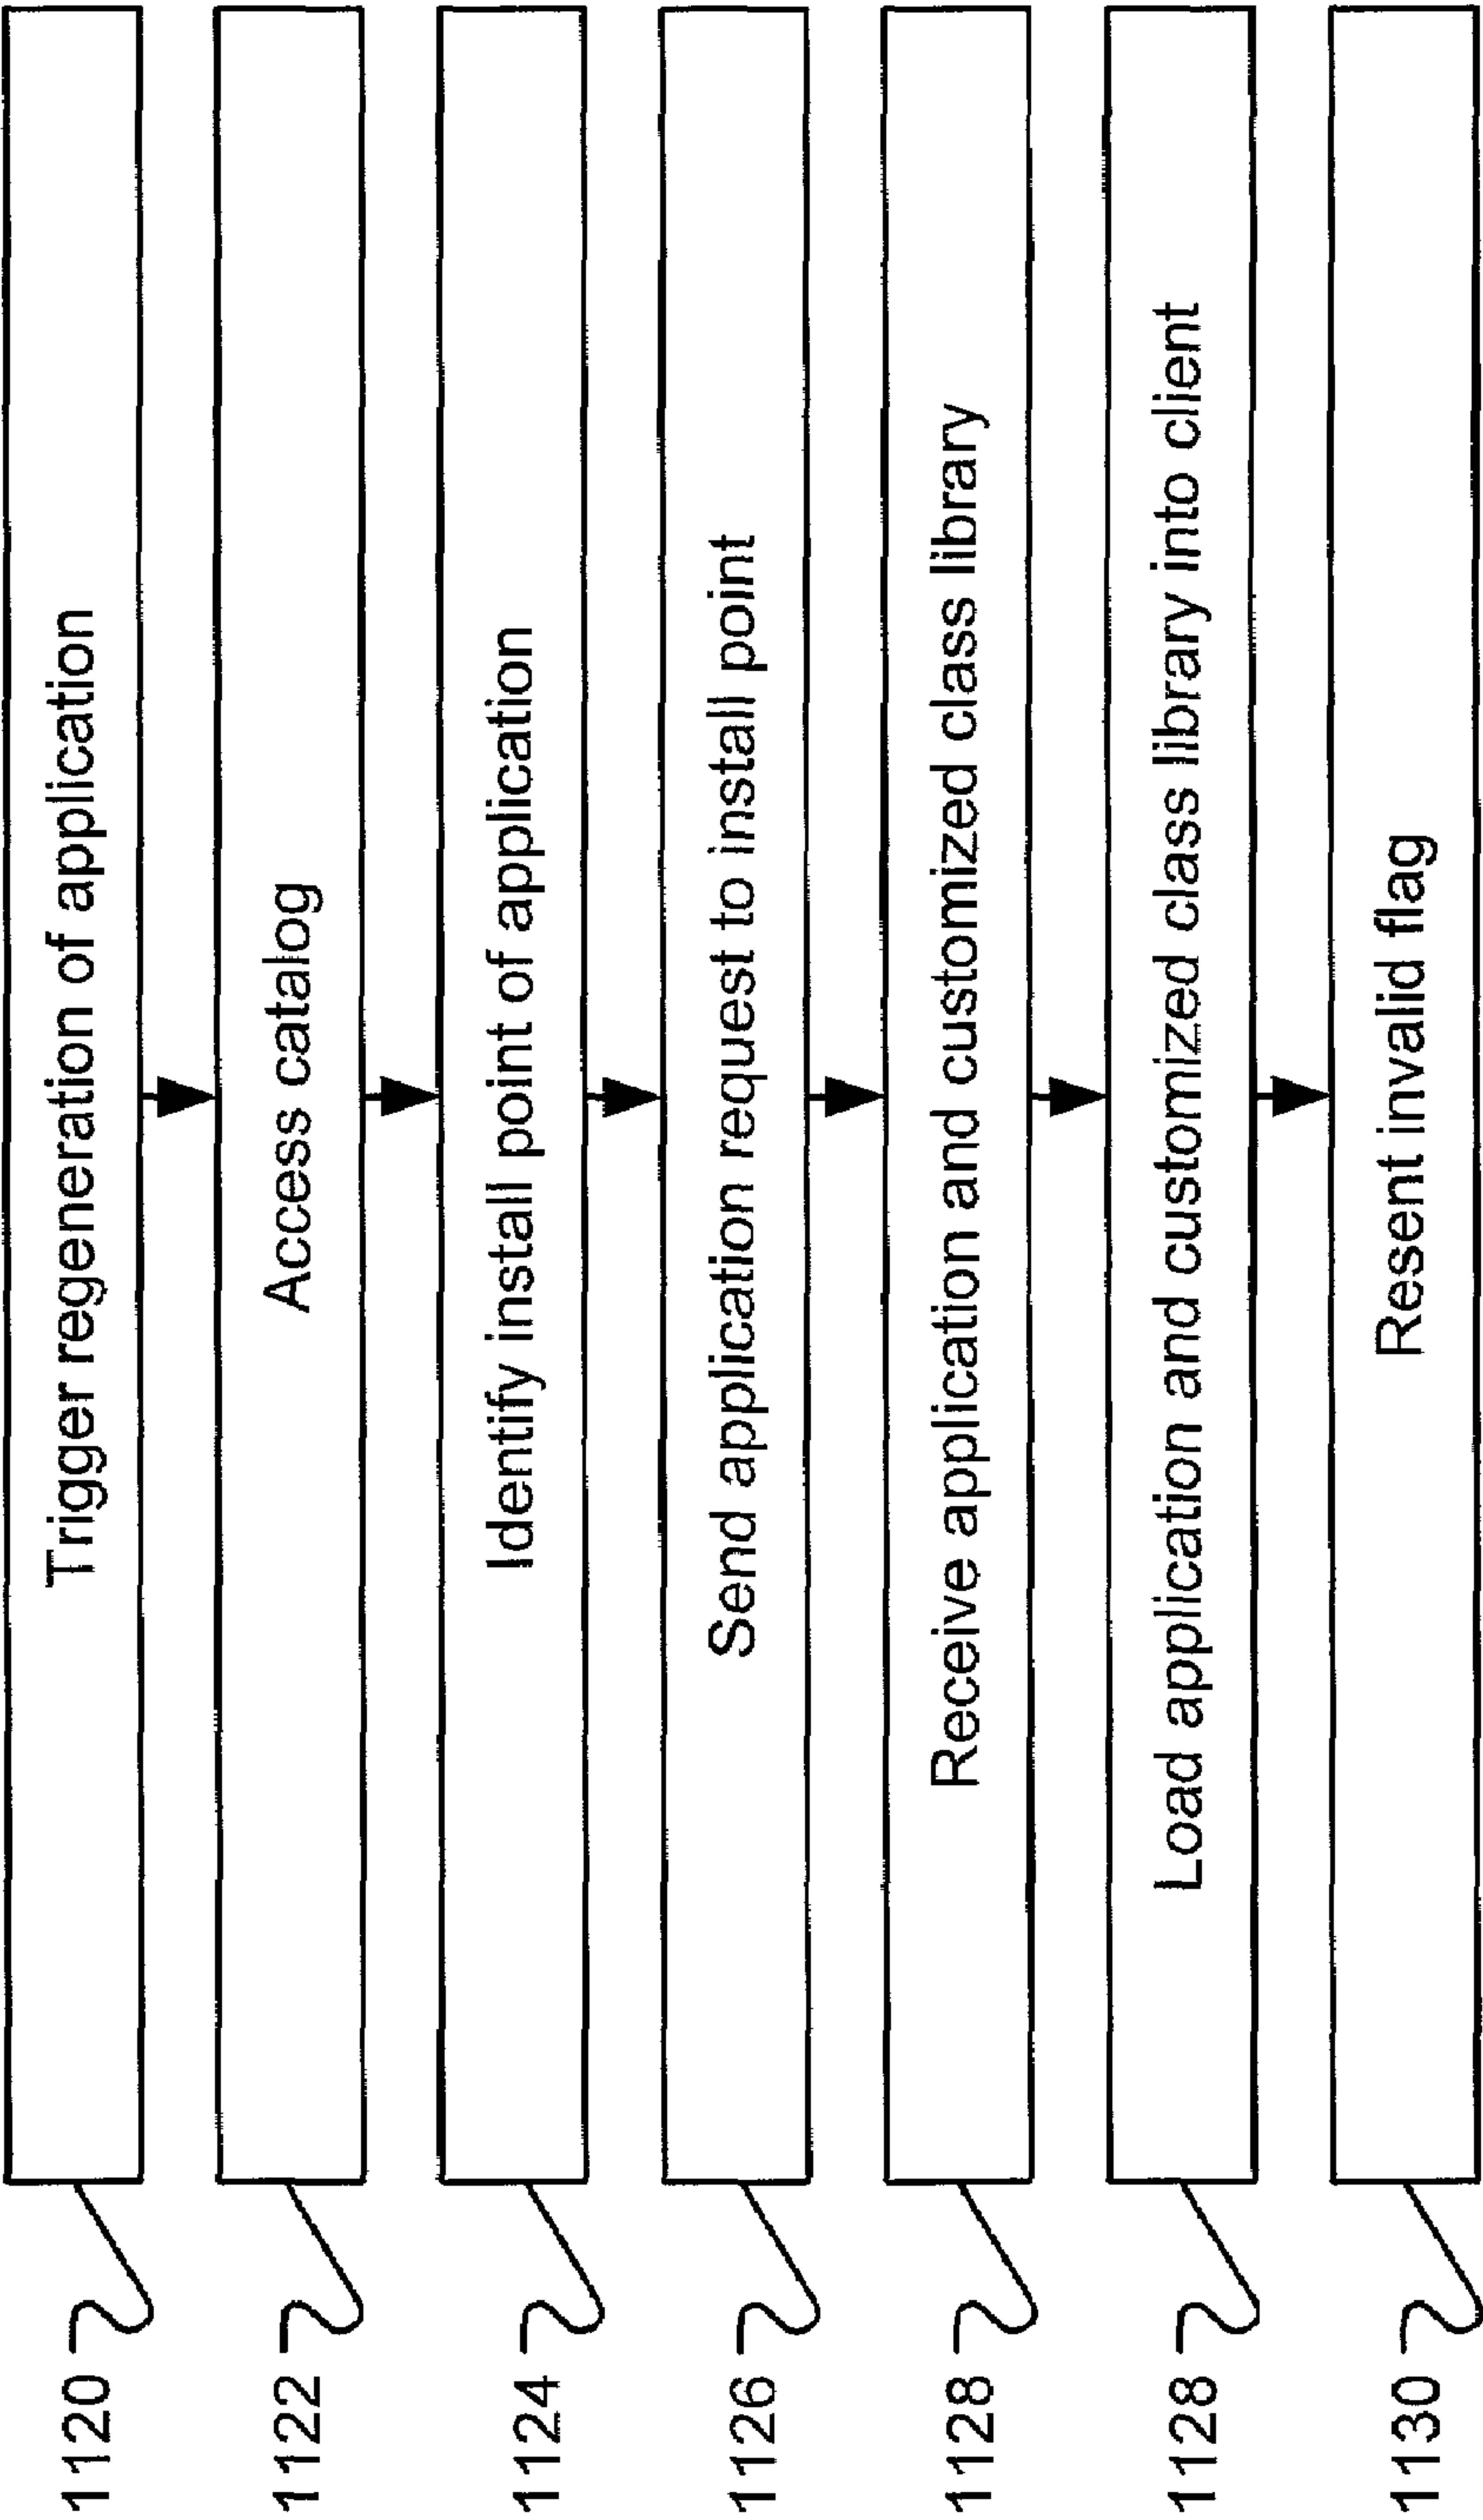 1120 Trigger regeneration of application
1122 Access catalog
1124 Identify install point of application
1126 Send application request to install point
1128 Receive application and customized class library
1128 Load application and customized class library into client
1130 Resent invalid flag